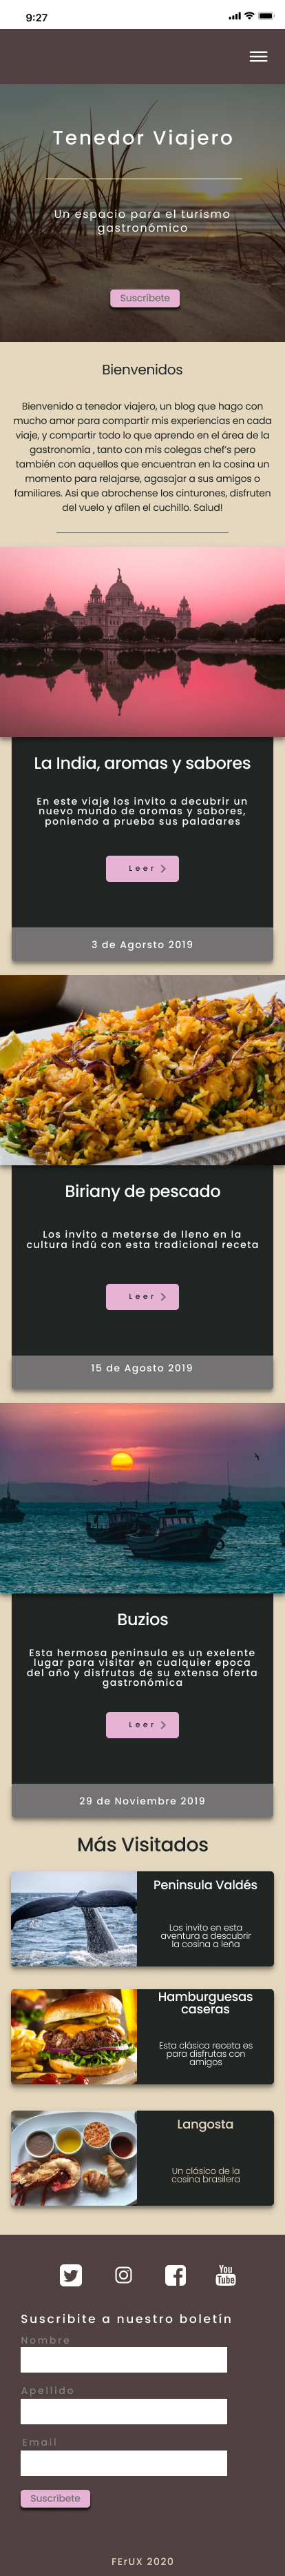 9:27
Tenedor Viajero
Un espacio para el turismo
gastronómico
Suscribete
Bienvenidos
Bienvenido a tenedor viajero, un blog que hago con
mucho amor para compartir mis experiencias en cada
viaje, y compartir todo lo que aprendo en el área de la
gastronomía , tanto con mis colegas chef's pero
también con aquellos que encuentran en la cosina un
momento para relajarse, agasajar a sus amigos o
familiares. Asi que abrochense los cinturones, disfruten
del vuelo y afilen el cuchillo. Salud!
La India, aromas y sabores
En este viaje los invito a decubrir un
nuevo mundo de aromas y sabores,
poniendo a prueba sus paladares
Leer
3 de Agorsto 2019
Biriany de pescado
Los invito a meterse de lleno en la
cultura indú con esta tradicional receta
Leer
15 de Agosto 2019
Buzios
Esta hermosa peninsula es un exelente
lugar para visitar en cualquier epoca
del año y disfrutas de su extensa oferta
gastronómica
Leer
29 de Noviembre 2019
Más Visitados
Peninsula Valdés
Los invito en esta
aventura a descubrir
la cosina a leña
Hamburguesas
caseras
Esta clásica receta es
para disfrutas con
amigos
Langosta
Un clásico de la
cosina brasilera
You
Tube
Suscribite a nuestro boletín
Nombre
Apellido
Email
Suscribete
FErUX 2020